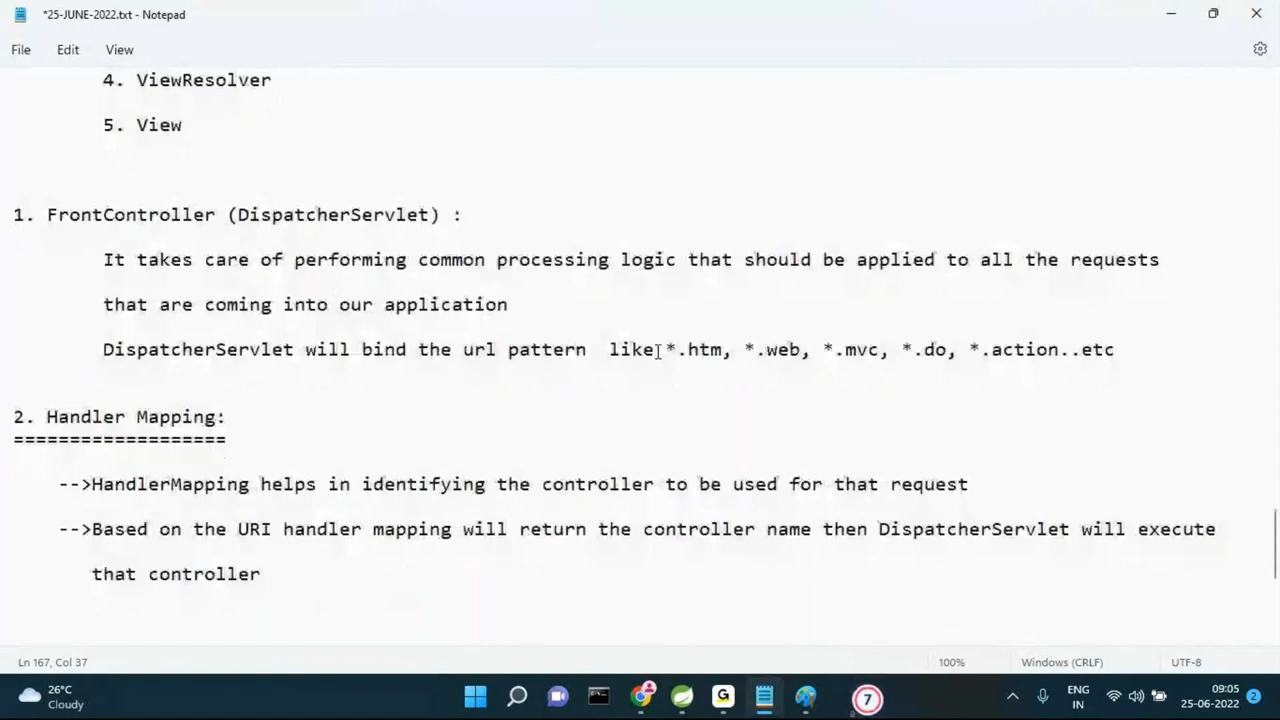 *25-JUNE-2022.txt - Notepad
File Edit View
4. ViewResolver
5. View
1. FrontController (DispatcherServlet) :
It takes care of performing common processing logic that should be applied to all the requests
that are coming into our application
DispatcherServlet will bind the url pattern  like *.htm, *.web, *.mvc, *.do, *.action..etc
2. Handler Mapping:
===================
-->HandlerMapping helps in identifying the controller to be used for that request
-->Based on the URI handler mapping will return the controller name then DispatcherServlet will execute
that controller
Ln 167, Col 37 100% Windows (CRLF) UTF-8
26°C
Cloudy
7
ENG
IN
09:05
25-06-2022
2